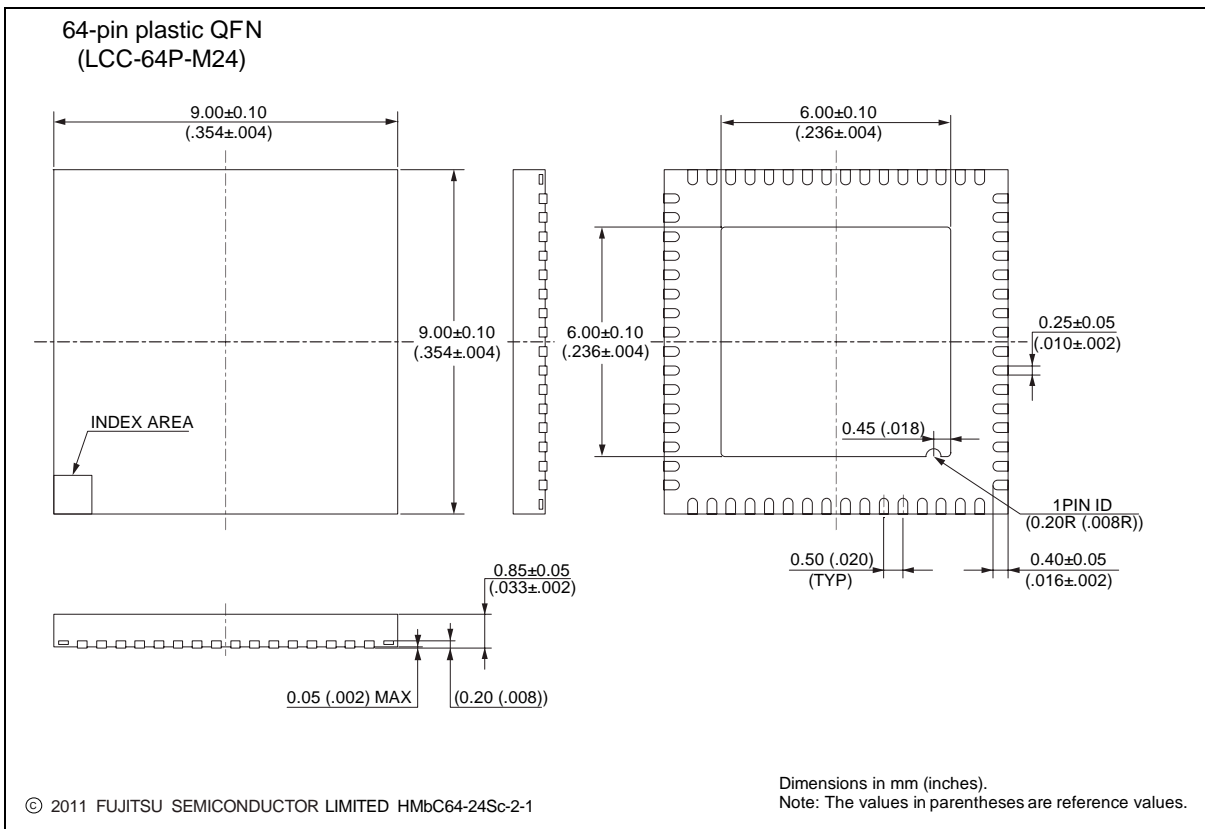 64-pin plastic QFN
(LCC-64P-M24)
9.00±0.10
(.354±.004)
6.00±0.10
(.236±.004)
9.00±0.10
(.354±.004)
6.00±0.10
(.236±.004)
0.25±0.05
(.010±.002)
INDEX AREA
0.45 (.018)
1PIN ID
(0.20R (.008R))
0.50 (.020)
(TYP)
0.40±0.05
(.016±.002)
0.85±0.05
(.033±.002)
0.05 (.002) MAX
(0.20 (.008))
Dimensions in mm (inches).
Note: The values in parentheses are reference values.
© 2011 FUJITSU SEMICONDUCTOR LIMITED HMbC64-24Sc-2-1